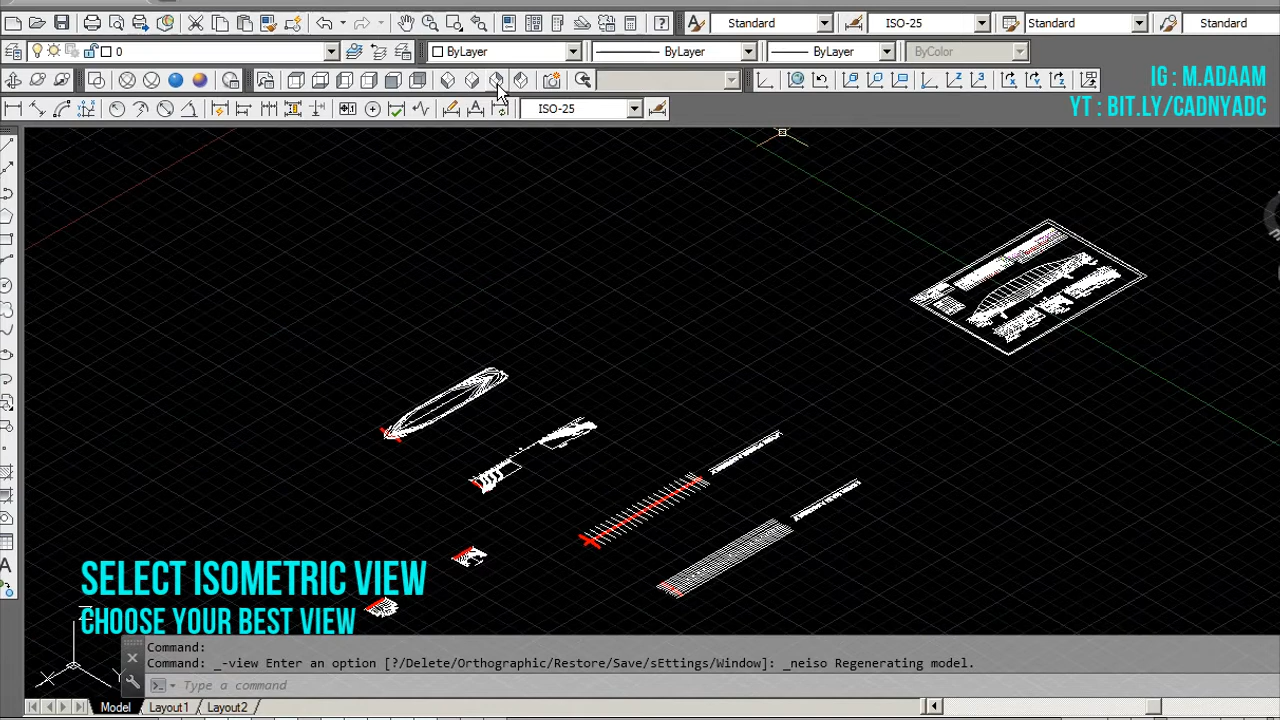 Standard ISO-25 Standard Standard
0 ByLayer ByLayer ByLayer ByColor
IG : M.ADAAM
YT : BIT.LY/CADNYADC
ISO-25
SELECT ISOMETRIC VIEW
CHOOSE YOUR BEST VIEW
Command:
Command: _-view Enter an option [?/Delete/Orthographic/Restore/Save/sEttings/Window]: _neiso Regenerating model.
Type a command
Model Layout1 Layout2